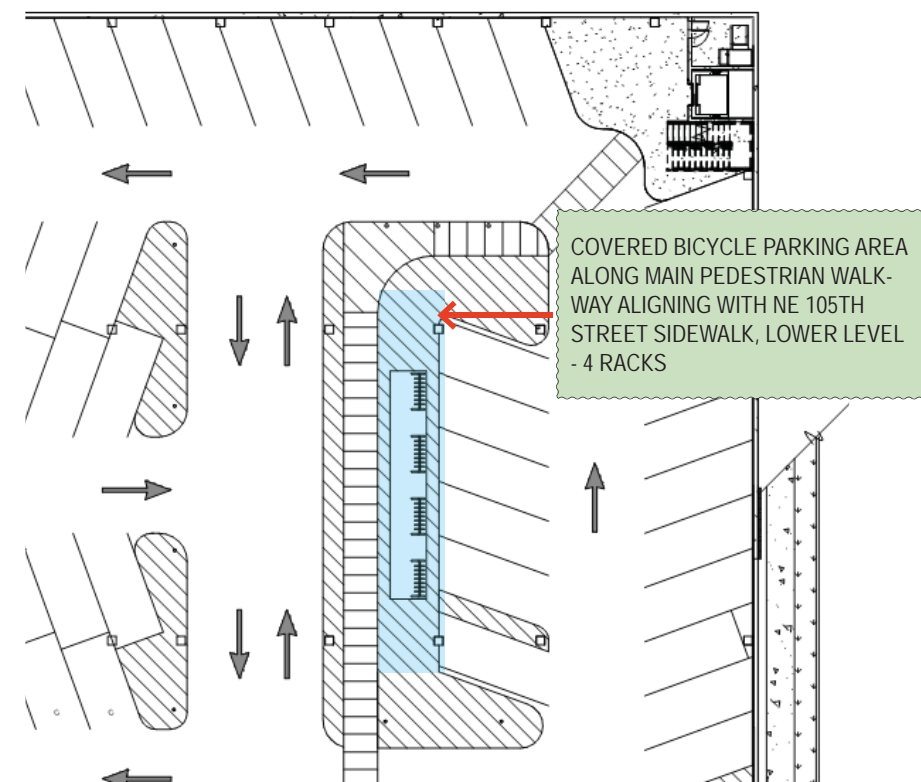 COVERED BICYCLE PARKING AREA
ALONG MAIN PEDESTRIAN WALK-
WAY ALIGNING WITH NE 105TH
STREET SIDEWALK, LOWER LEVEL
- 4 RACKS